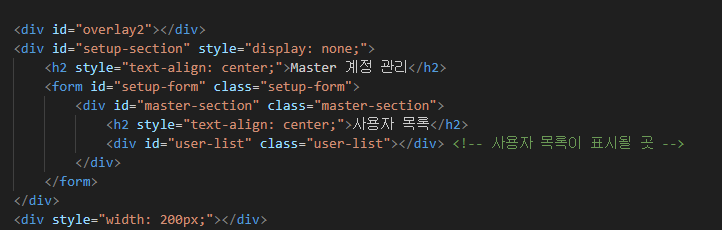 <div id="overlay2"></div>
<div id="setup-section" style="display: none;">
<h2 style="text-align: center;">Master 계정 관리</h2>
<form id="setup-form" class="setup-form">
<div id="master-section" class="master-section">
<h2 style="text-align: center;">사용자 목록</h2>
<div id="user-list" class="user-list"></div> <!-- 사용자 목록이 표시될 곳 -->
</div>
</form>
</div>
<div style="width: 200px;"></div>